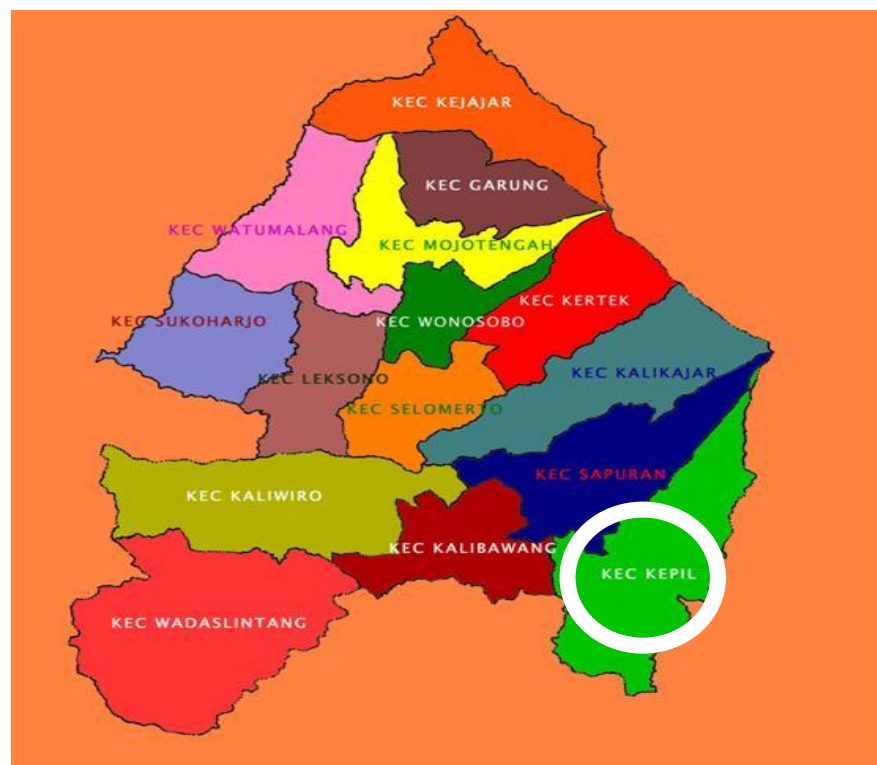 KEC KEJAJAR
KEC GARUNG
KEC WATUMALANG
KEC MOJOTENGAH
KEC KERTEK
KEC SUKOHARJO
KEC WONOSOBO
KEC KALIKAJAR
KEC LEKSONO
KEC SELOMERTO
KEC SAPURAN
KEC KALIWIRO
KEC KALIBAWANG
KEC KEPIL
KEC WADASLINTANG